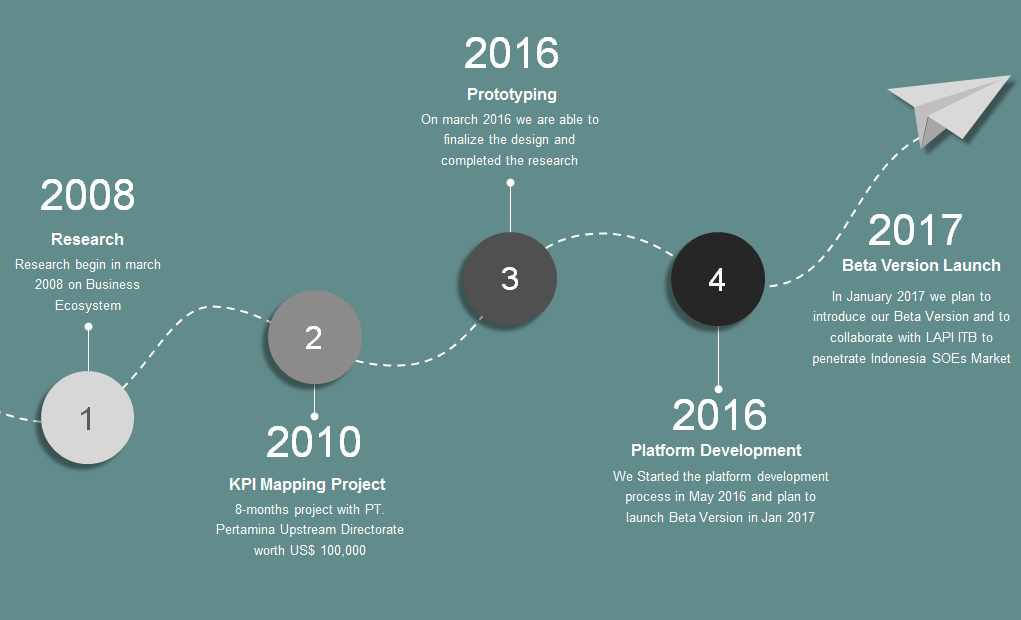 2008
Research
Research begin in march
2008 on Business
Ecosystem
1
2
2010
KPI Mapping Project
8-months project with PT.
Pertamina Upstream Directorate
worth US$ 100,000
2016
Prototyping
On march 2016 we are able to
finalize the design and
completed the research
3
4
2016
Platform Development
We Started the platform development
process in May 2016 and plan to
launch Beta Version in Jan 2017
2017
Beta Version Launch
In January 2017 we plan to
introduce our Beta Version and to
collaborate with LAPI ITB to
penetrate Indonesia SOEs Market